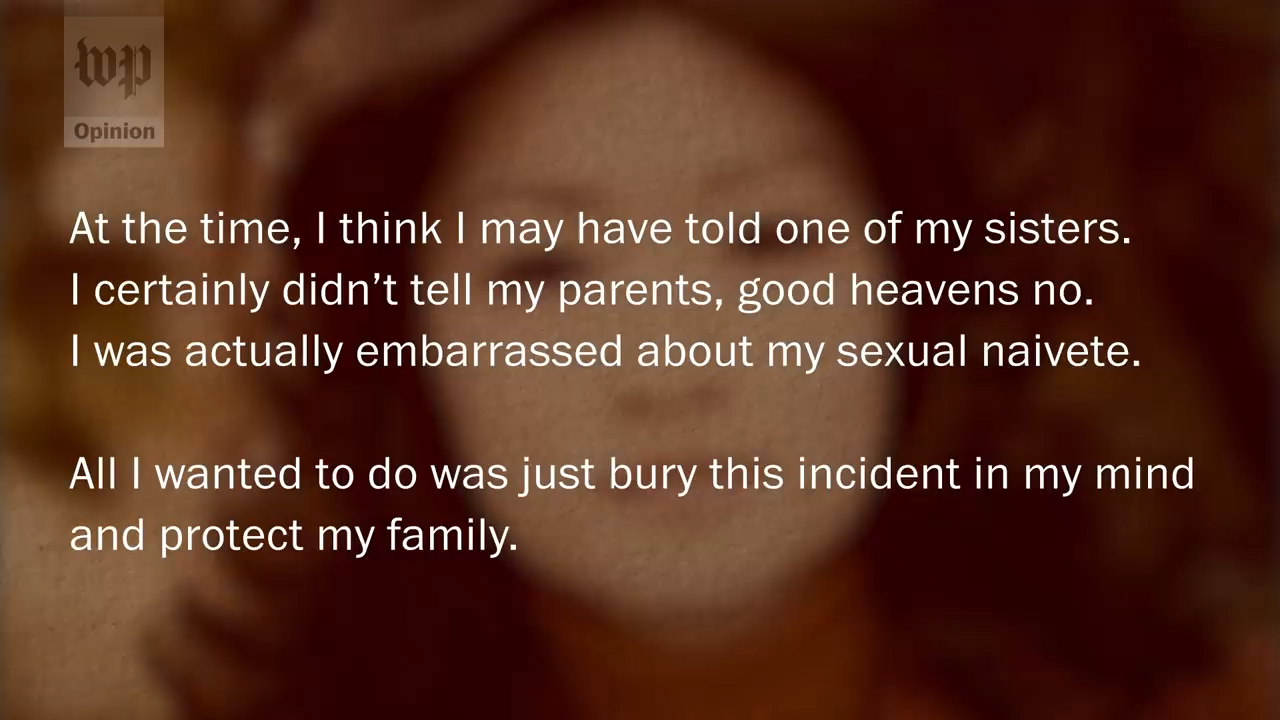 wp
Opinion
At the time, I think I may have told one of my sisters.
I certainly didn’t tell my parents, good heavens no.
I was actually embarrassed about my sexual naivete.
All I wanted to do was just bury this incident in my mind
and protect my family.